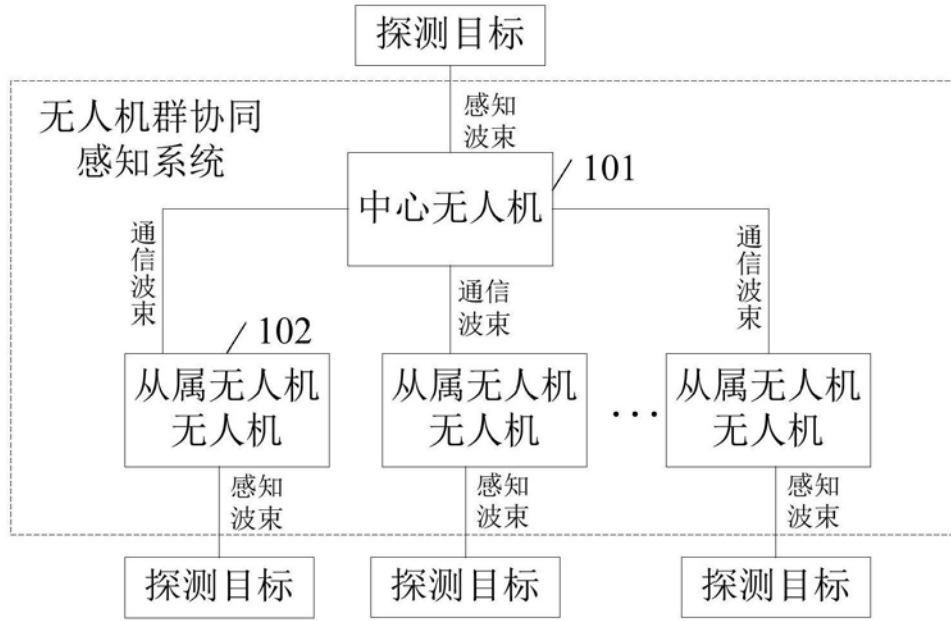 探测目标
感知
波束
无人机群协同
感知系统
101
中心无人机
通信波束
通信
波束
通信波束
102
从属无人机
无人机
从属无人机
无人机
···
从属无人机
无人机
感知
波束
感知
波束
感知
波束
探测目标
探测目标
探测目标